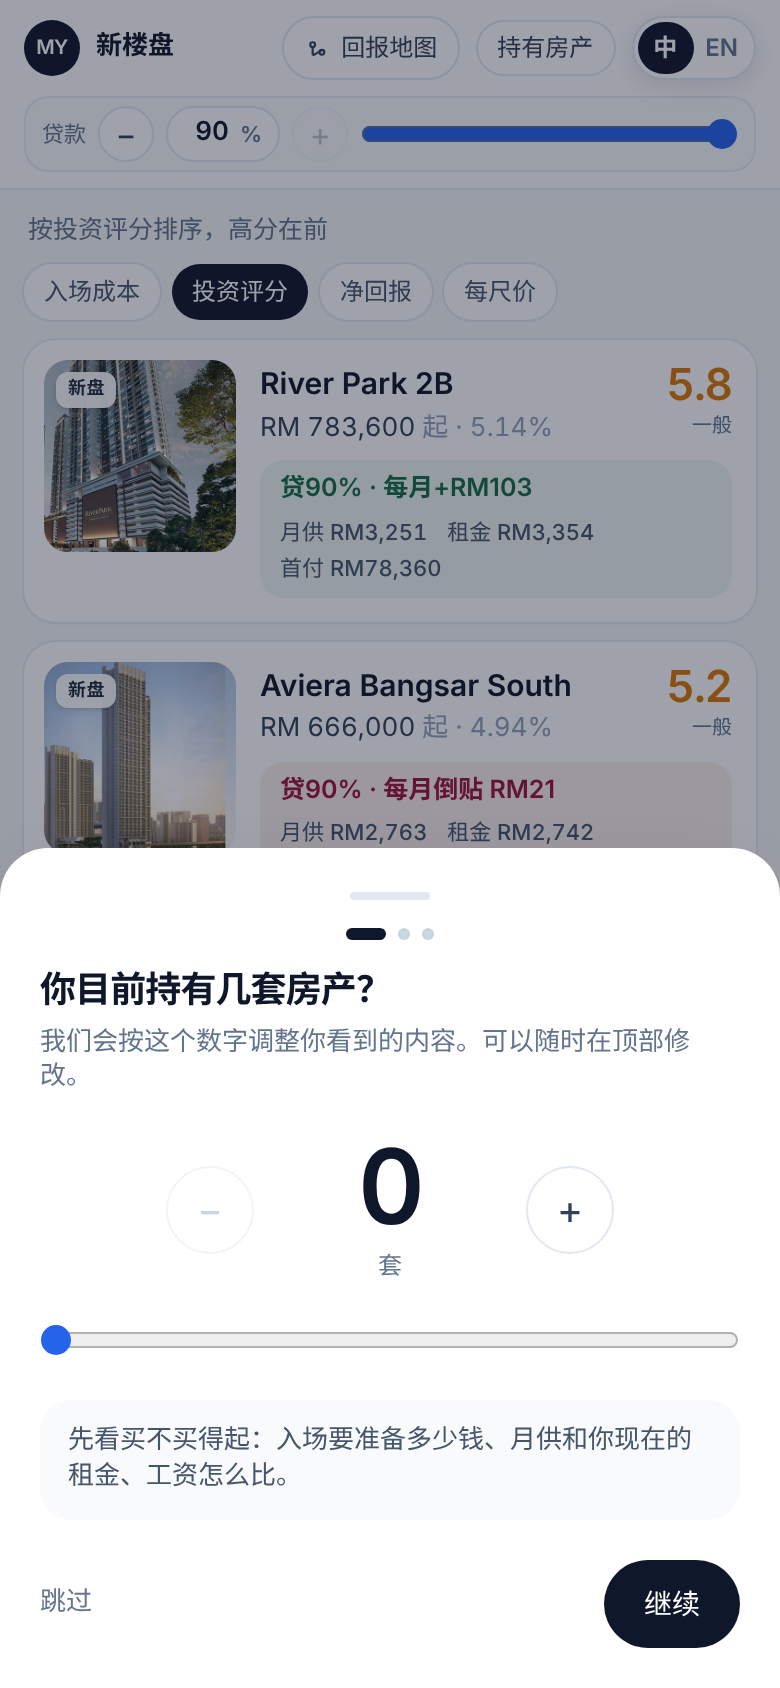 MY 新楼盘 回报地图 持有房产 中 EN
贷款 − 90 % +
按投资评分排序，高分在前
入场成本 投资评分 净回报 每尺价
新盘
River Park 2B 5.8
RM 783,600 起 · 5.14% 一般
贷90% · 每月+RM103
月供 RM3,251 租金 RM3,354
首付 RM78,360
RIVERPARK
新盘
Aviera Bangsar South 5.2
RM 666,000 起 · 4.94% 一般
贷90% · 每月倒贴 RM21
月供 RM2,763 租金 RM2,742
你目前持有几套房产？
我们会按这个数字调整你看到的内容。可以随时在顶部修
改。
− 0 +
套
先看买不买得起：入场要准备多少钱、月供和你现在的
租金、工资怎么比。
跳过 继续